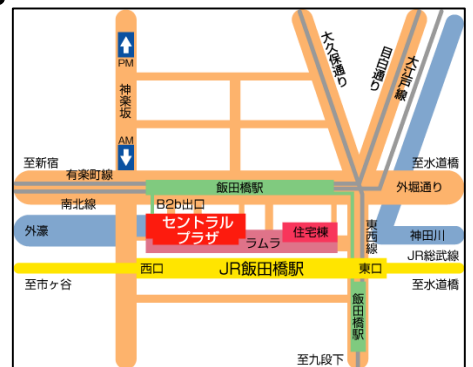 PM
神楽坂
AM
大久保通り
目白通り
大江戸線
至新宿
至水道橋
有楽町線
飯田橋駅
外堀通り
南北線
B2b出口
外濠
セントラル
プラザ
ラムラ
住宅棟
東西線
神田川
JR総武線
西口
JR飯田橋駅
東口
至市ヶ谷
至水道橋
飯田橋駅
至九段下